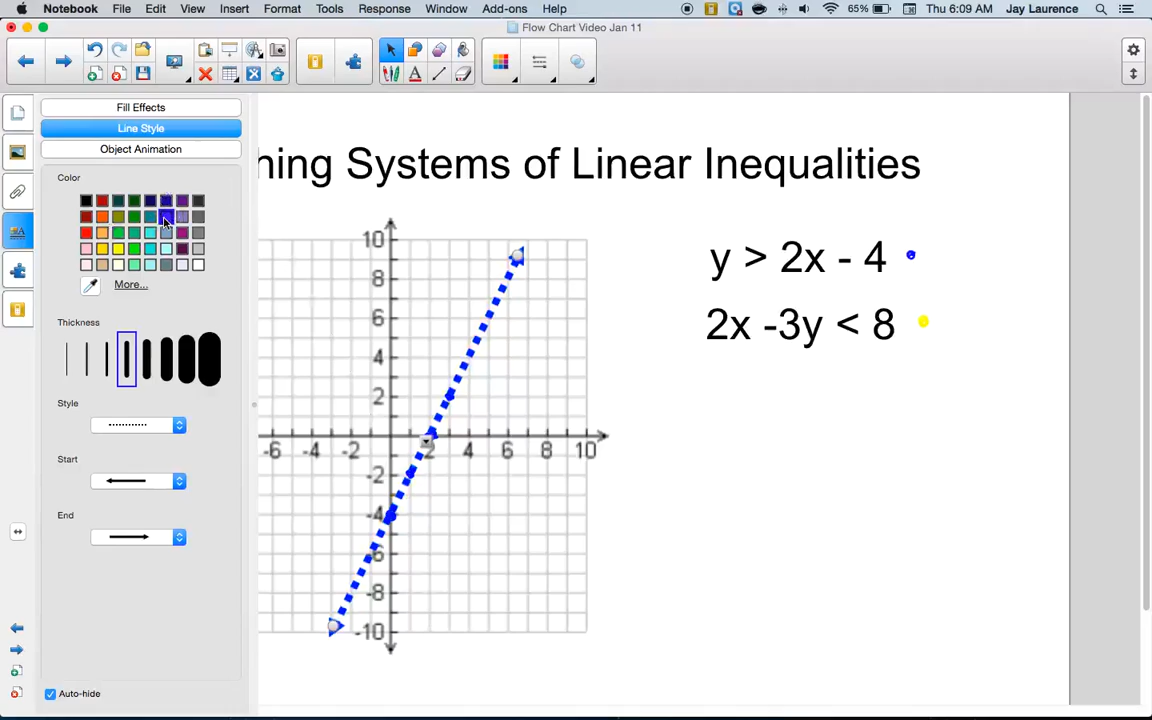 Notebook File Edit View Insert Format Tools Response Window Add-ons Help 65% Thu 6:09 AM Jay Laurence
Flow Chart Video Jan 11
Fill Effects
Line Style
Object Animation
Color
More...
Thickness
Style
Start
End
Auto-hide
hing Systems of Linear Inequalities
y > 2x - 4
2x -3y < 8
10
8
6
4
2
-6 -4 -2 2 4 6 8 10
-2
-4
-6
-8
-10